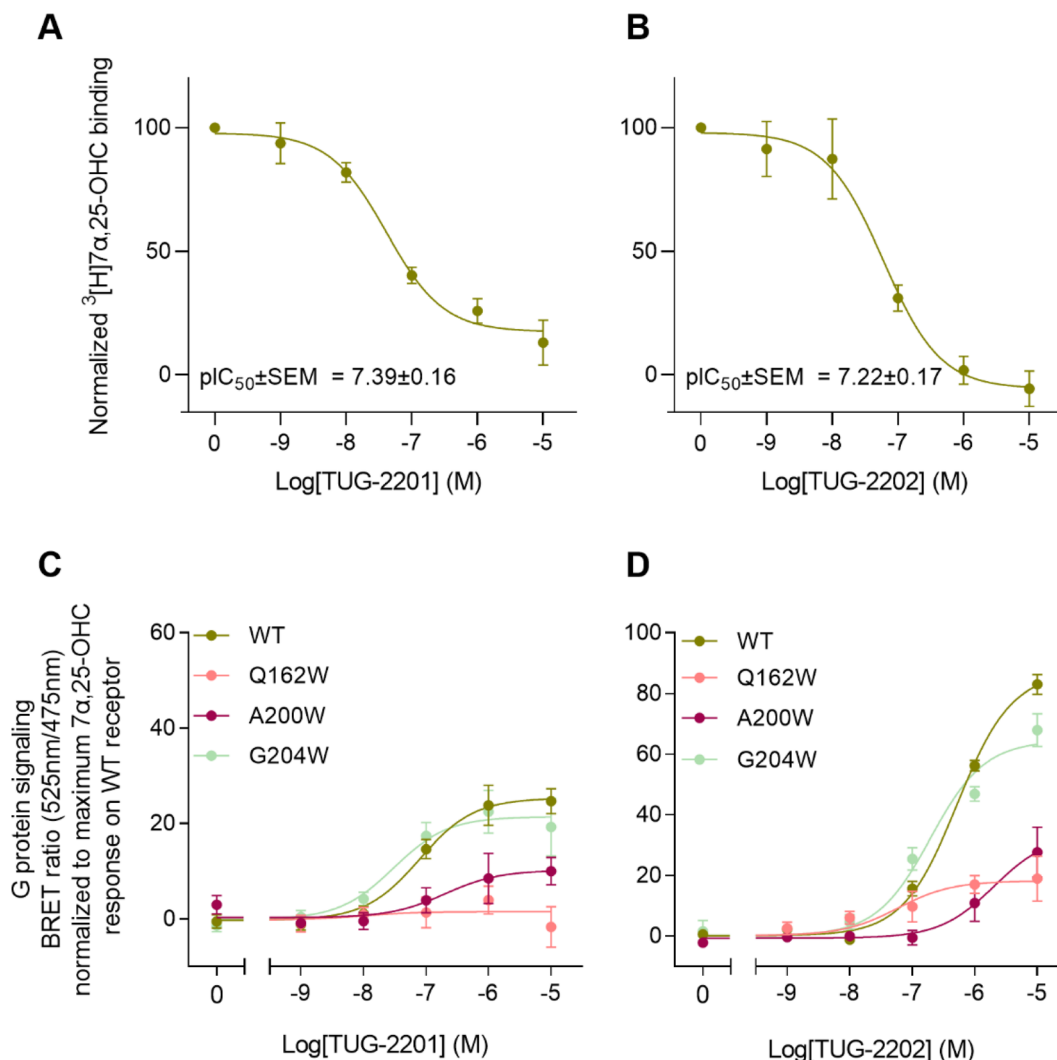 A
B
Normalized ³[H]7α,25-OHC binding
100
50
0
pIC₅₀±SEM = 7.39±0.16
0 -9 -8 -7 -6 -5
Log[TUG-2201] (M)
100
50
0
pIC₅₀±SEM = 7.22±0.17
0 -9 -8 -7 -6 -5
Log[TUG-2202] (M)
C
D
G protein signaling
BRET ratio (525nm/475nm)
normalized to maximum 7α,25-OHC
response on WT receptor
60
40
20
0
WT
Q162W
A200W
G204W
0 -9 -8 -7 -6 -5
Log[TUG-2201] (M)
100
80
60
40
20
0
WT
Q162W
A200W
G204W
0 -9 -8 -7 -6 -5
Log[TUG-2202] (M)